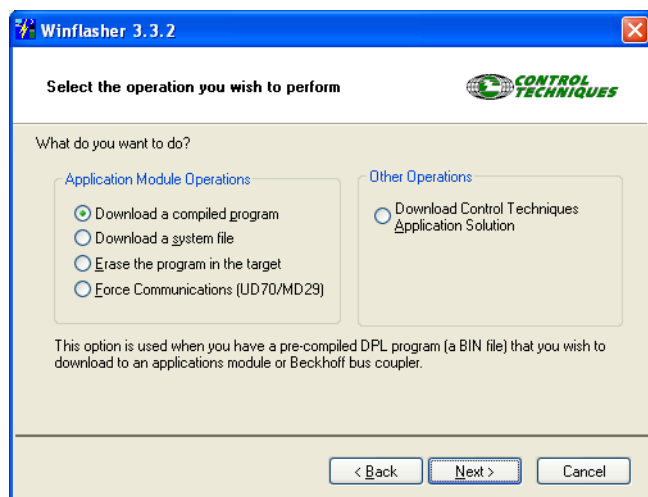 Winflasher 3.3.2
Select the operation you wish to perform
CONTROL
TECHNIQUES
What do you want to do?
Application Module Operations
Download a compiled program
Download a system file
Erase the program in the target
Force Communications (UD70/MD29)
Other Operations
Download Control Techniques
Application Solution
This option is used when you have a pre-compiled DPL program (a BIN file) that you wish to
download to an applications module or Beckhoff bus coupler.
< Back
Next >
Cancel